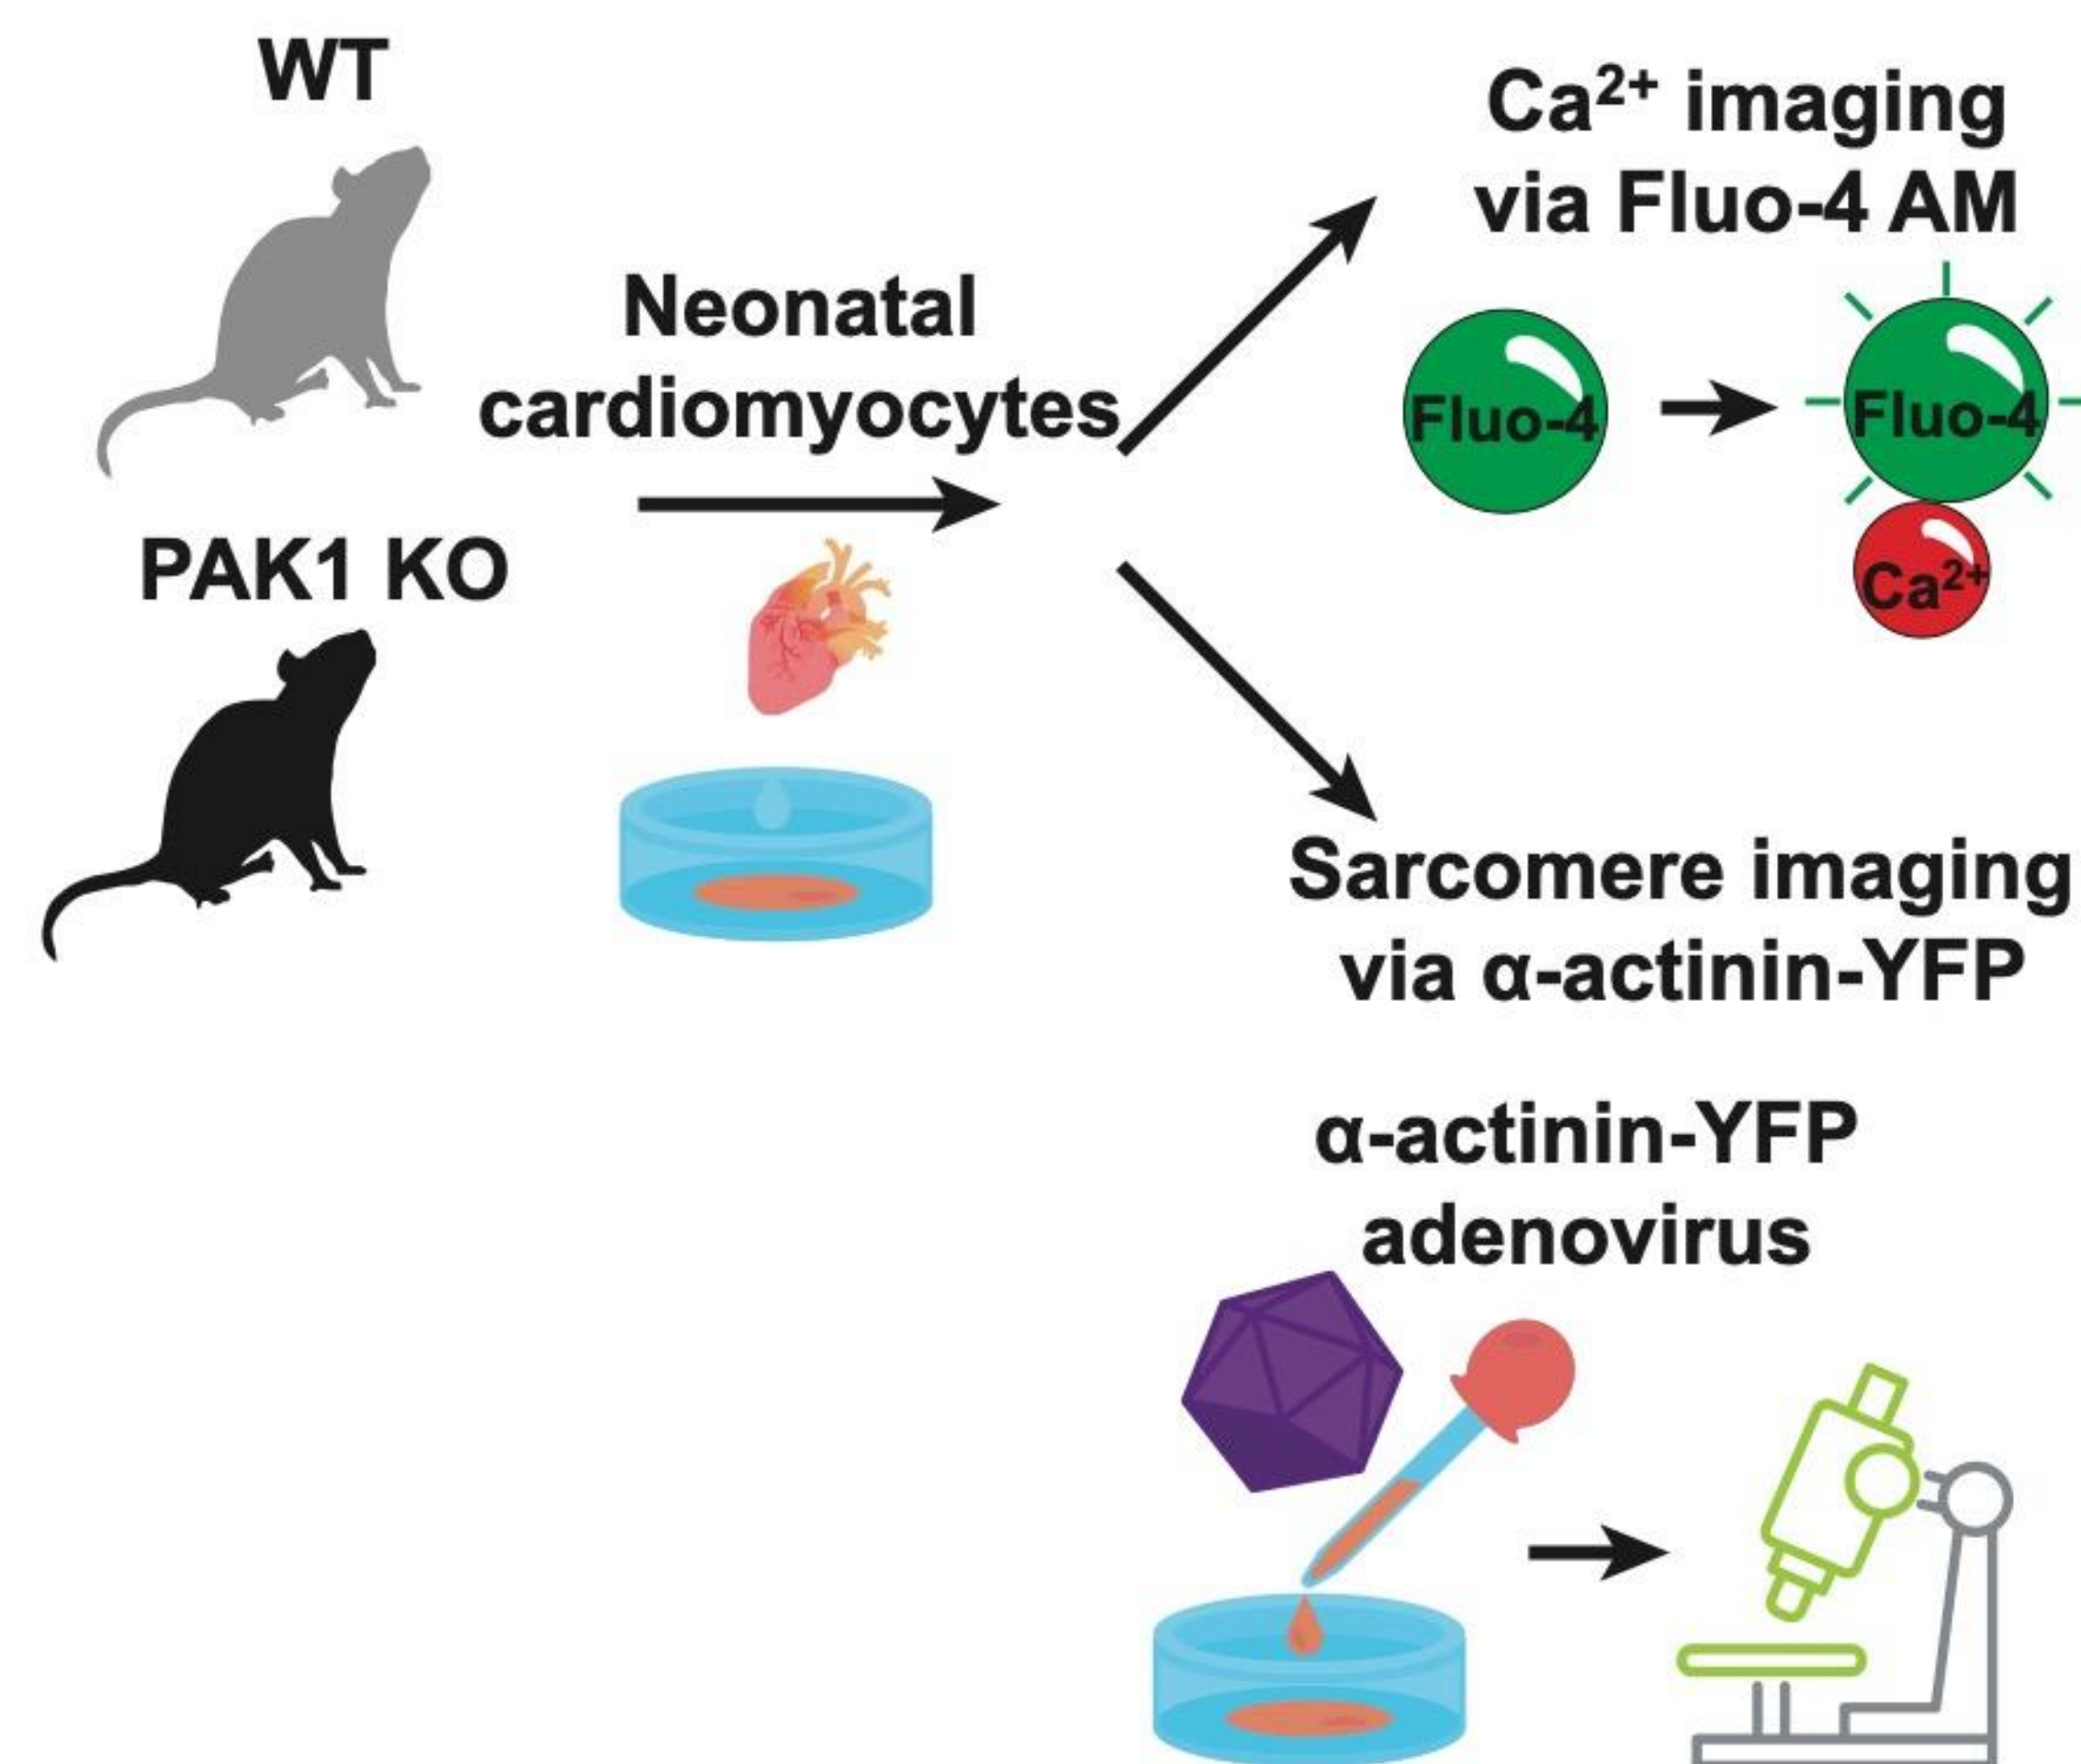 WT
PAK1 KO
Neonatal
cardiomyocytes
Ca²⁺ imaging
via Fluo-4 AM
Fluo-4
Fluo-4
Ca²⁺
Sarcomere imaging
via α-actinin-YFP
α-actinin-YFP
adenovirus